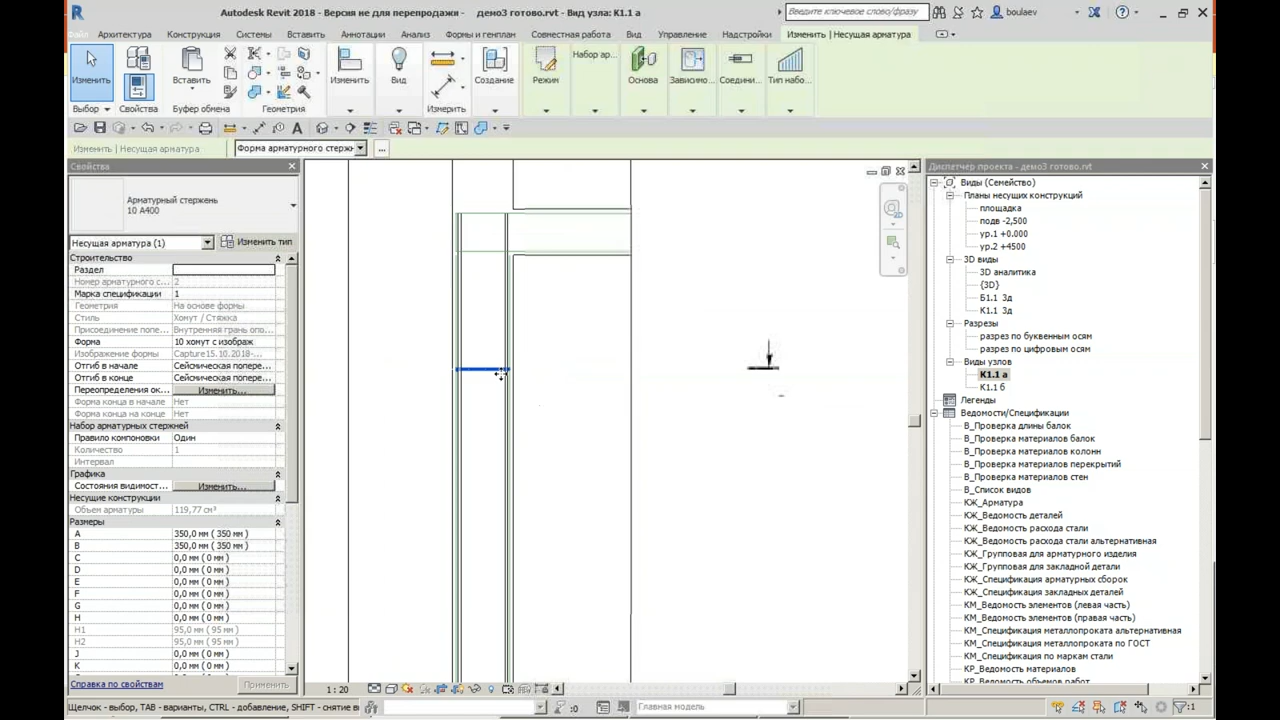 Autodesk Revit 2018 - Версия не для перепродажи - демо3 готово.rvt - Вид узла: К1.1 а
Введите ключевое слово/фразу
boulaev
Файл Архитектура Конструкция Системы Вставить Аннотации Анализ Формы и генплан Совместная работа Вид Управление Надстройки Изменить | Несущая арматура
Изменить
Вставить
Изменить
Вид
Создание
Режим
Набор ар...
Основа
Зависимо...
Соедини...
Тип набо...
Выбор Свойства Буфер обмена Геометрия Измерить
Изменить | Несущая арматура
Форма арматурного стержн
Свойства
Арматурный стержень
10 А400
Несущая арматура (1)
Изменить тип
Строительство
Раздел
Номер арматурного с... 2
Марка спецификации 1
Геометрия На основе формы
Стиль Хомут / Стяжка
Присоединение попе... Внутренняя грань опо...
Форма 10 хомут с изображ
Изображение формы Capture15.10.2018-...
Отгиб в начале Сейсмическая попере...
Отгиб в конце Сейсмическая попере...
Переопределения ок... Изменить...
Форма конца в начале Нет
Форма конца на конце Нет
Набор арматурных стержней
Правило компоновки Один
Количество 1
Интервал
Графика
Состояния видимост... Изменить...
Несущие конструкции
Объем арматуры 119,77 см³
Размеры
A 350,0 мм ( 350 мм )
B 350,0 мм ( 350 мм )
C 0,0 мм ( 0 мм )
D 0,0 мм ( 0 мм )
E 0,0 мм ( 0 мм )
F 0,0 мм ( 0 мм )
G 0,0 мм ( 0 мм )
H 0,0 мм ( 0 мм )
H1 95,0 мм ( 95 мм )
H2 95,0 мм ( 95 мм )
J 0,0 мм ( 0 мм )
K 0,0 мм ( 0 мм )
Справка по свойствам
Применить
1 : 20
Щелчок - выбор, TAB - варианты, CTRL - добавление, SHIFT - снятие в
:0
Главная модель
:1
Диспетчер проекта - демо3 готово.rvt
Виды (Семейство)
Планы несущих конструкций
площадка
подв -2,500
ур.1 +0.000
ур.2 +4500
3D виды
3D аналитика
{3D}
Б1.1 3д
К1.1 3д
Разрезы
разрез по буквенным осям
разрез по цифровым осям
Виды узлов
К1.1 а
К1.1 б
Легенды
Ведомости/Спецификации
В_Проверка длины балок
В_Проверка материалов балок
В_Проверка материалов колонн
В_Проверка материалов перекрытий
В_Проверка материалов стен
В_Список видов
КЖ_Арматура
КЖ_Ведомость деталей
КЖ_Ведомость расхода стали
КЖ_Ведомость расхода стали альтернативная
КЖ_Групповая для арматурного изделия
КЖ_Групповая для закладной детали
КЖ_Спецификация арматурных сборок
КЖ_Спецификация закладных деталей
КМ_Ведомость элементов (левая часть)
КМ_Ведомость элементов (правая часть)
КМ_Спецификация металлопроката альтернативная
КМ_Спецификация металлопроката по ГОСТ
КМ_Спецификация по маркам стали
КР_Ведомость материалов
КР_Ведомость объемов работ